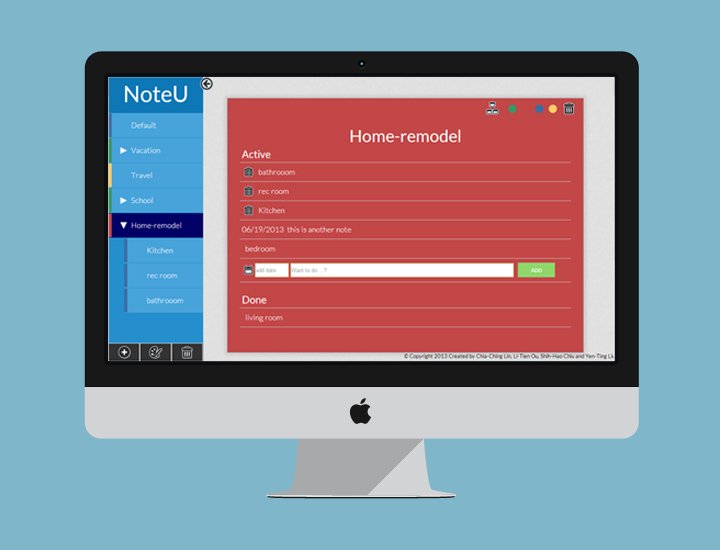 NoteU
Default
Vacation
Travel
School
Home-remodel
Kitchen
rec room
bathrooom
Home-remodel
Active
bathrooom
rec room
Kitchen
06/19/2013 this is another note
bedroom
add date Want to do. . .? ADD
Done
living room
© Copyright 2013 Created by Chia-Ching Lin, Li-Tien Ou, Shih-Hao Chiu and Yen-Ting